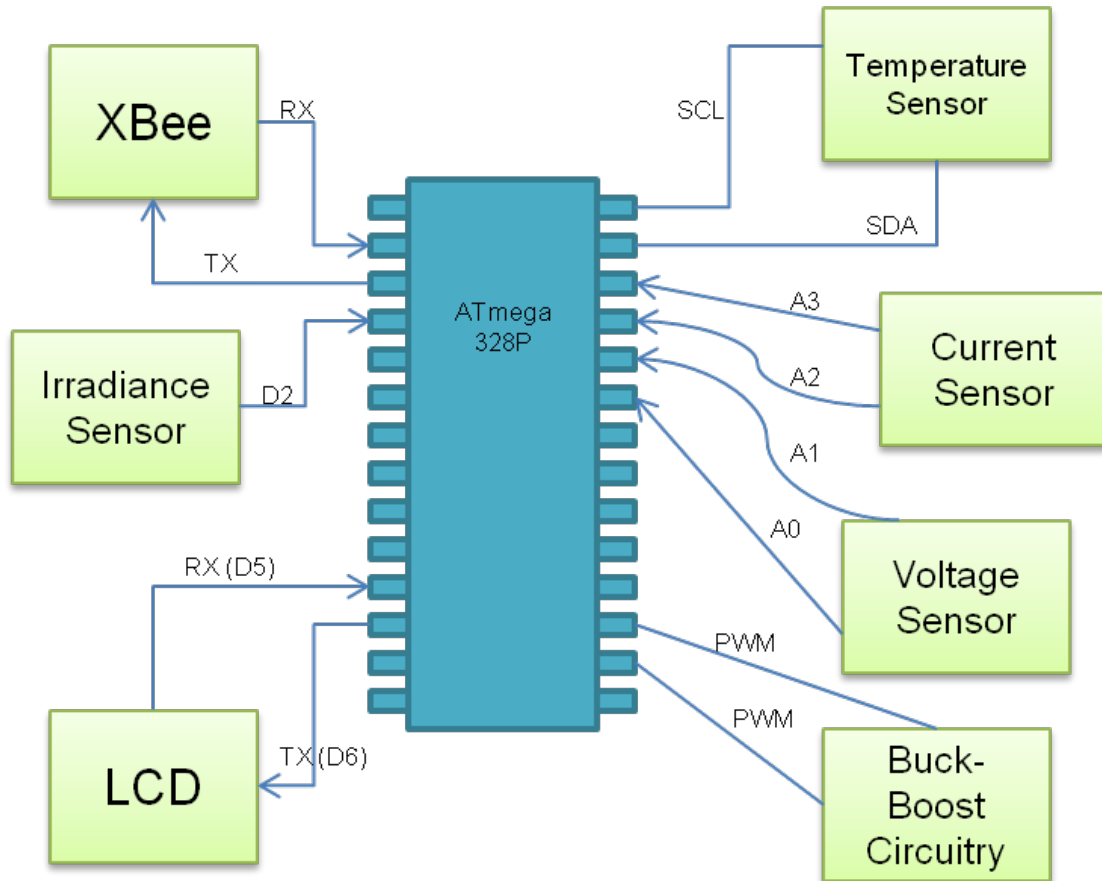 XBee
RX
TX
Irradiance
Sensor
D2
RX (D5)
TX (D6)
LCD
ATmega
328P
SCL
Temperature
Sensor
SDA
A3
A2
Current
Sensor
A1
A0
Voltage
Sensor
PWM
PWM
Buck-
Boost
Circuitry